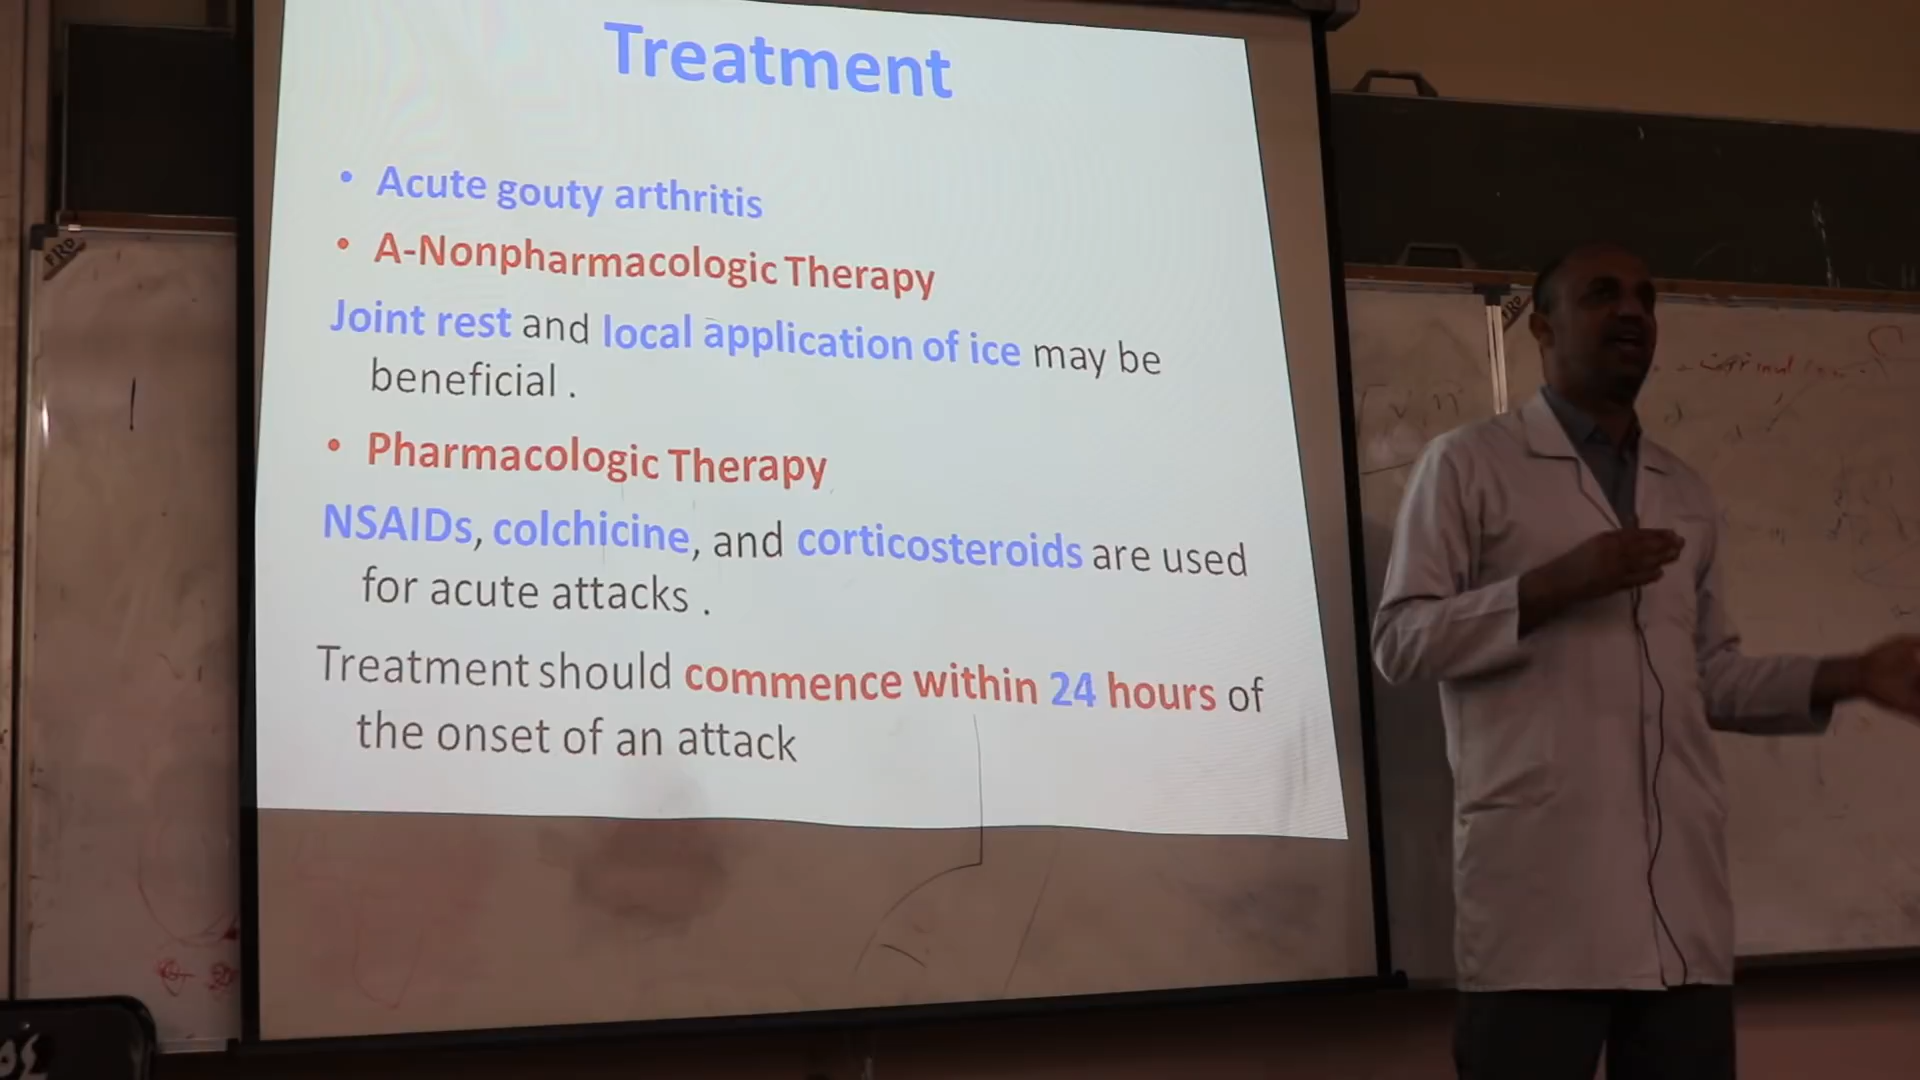 Treatment
• Acute gouty arthritis
• A-Nonpharmacologic Therapy
Joint rest and local application of ice may be
beneficial .
• Pharmacologic Therapy
NSAIDs, colchicine, and corticosteroids are used
for acute attacks .
Treatment should commence within 24 hours of
the onset of an attack